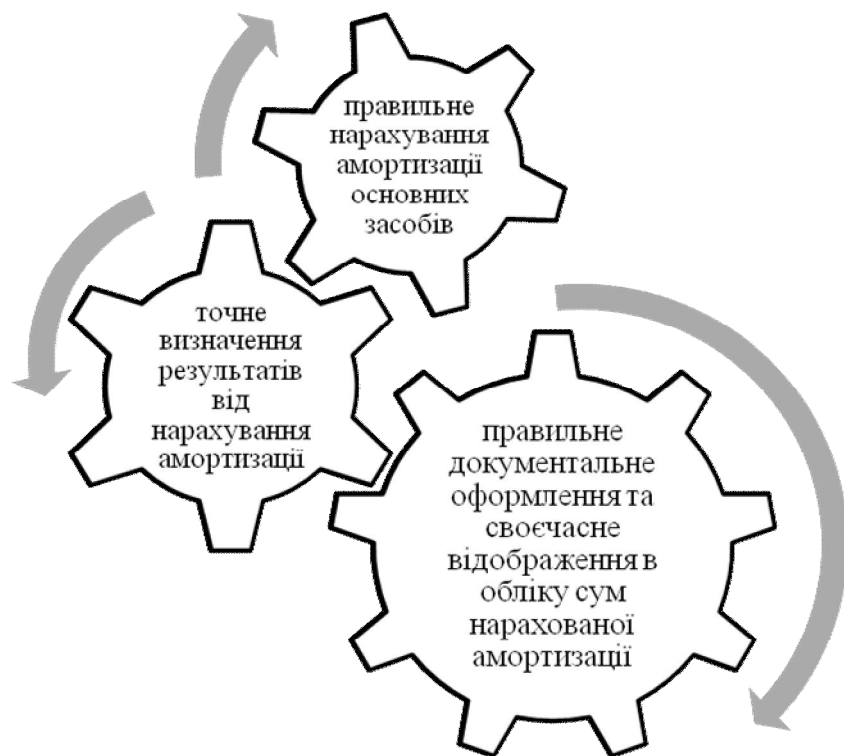 правильне
нарахування
амортизації
основних
засобів
точне
визначення
результатів
від
нарахування
амортизації
правильне
документальне
оформлення та
своєчасне
відображення в
обліку сум
нарахованої
амортизації